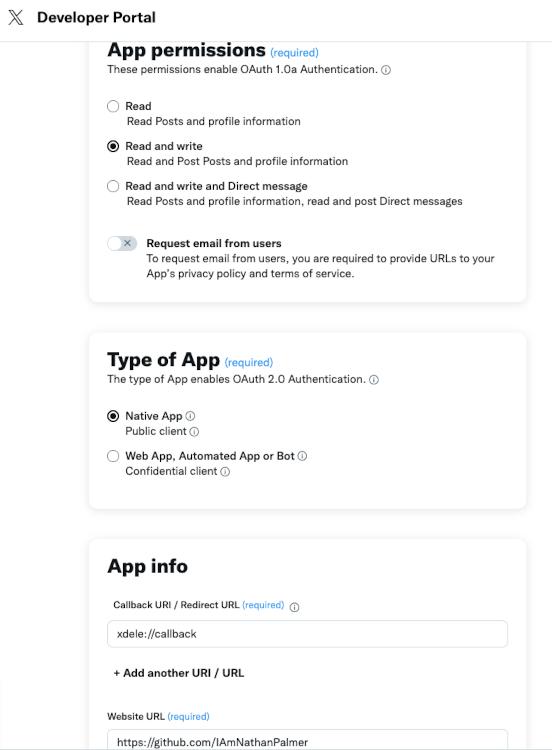 Developer Portal
App permissions (required)
These permissions enable OAuth 1.0a Authentication.
Read
Read Posts and profile information
Read and write
Read and Post Posts and profile information
Read and write and Direct message
Read Posts and profile information, read and post Direct messages
Request email from users
To request email from users, you are required to provide URLs to your
App's privacy policy and terms of service.
Type of App (required)
The type of App enables OAuth 2.0 Authentication.
Native App
Public client
Web App, Automated App or Bot
Confidential client
App info
Callback URI / Redirect URL (required)
xdele://callback
+ Add another URI / URL
Website URL (required)
https://github.com/IAmNathanPalmer